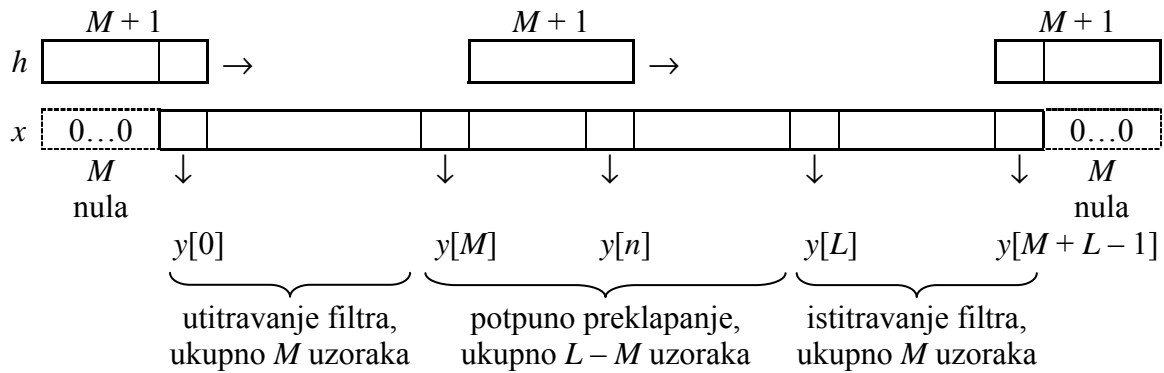 M + 1 M + 1 M + 1
h → →
x 0…0 0…0
M ↓ ↓ ↓ ↓ ↓ M
nula nula
y[0] y[M] y[n] y[L] y[M + L – 1]
utitravanje filtra, potpuno preklapanje, istitravanje filtra,
ukupno M uzoraka ukupno L – M uzoraka ukupno M uzoraka